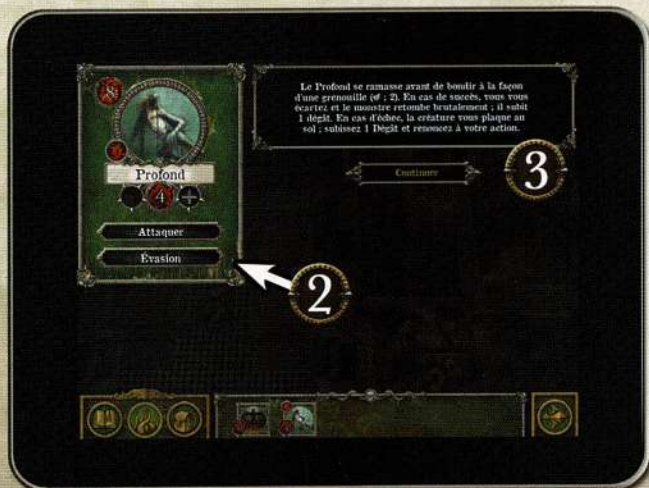 8
Profond
4
Attaquer
Évasion
2
Le Profond se ramasse avant de bondir à la façon
d'une grenouille ( ; 2). En cas de succès, vous vous
écartez et le monstre retombe brutalement ; il subit
1 dégât. En cas d'échec, la créature vous plaque au
sol ; subissez 1 Dégât et renoncez à votre action.
Continuer
3